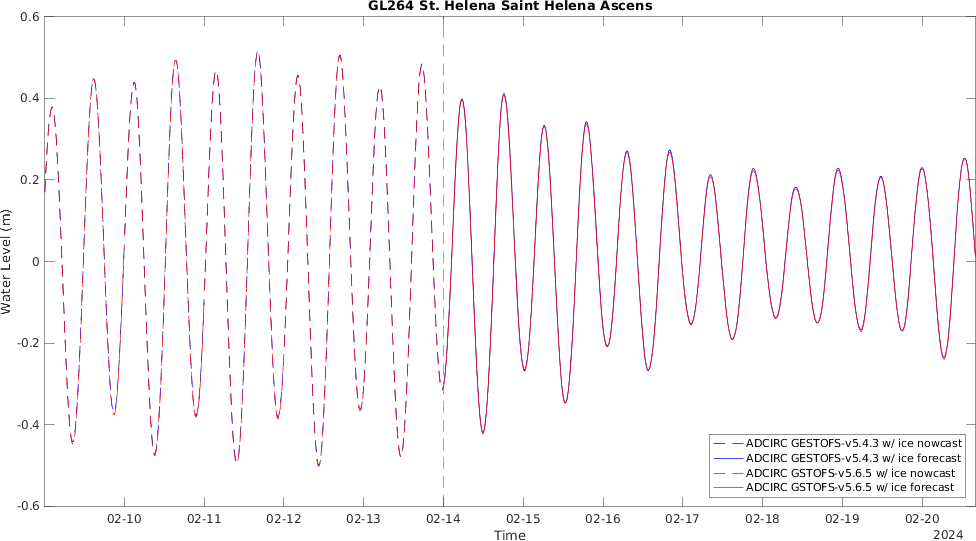 GL264 St. Helena Saint Helena Ascens
0.6
0.4
0.2
0
-0.2
-0.4
-0.6
Water Level (m)
ADCIRC GESTOFS-v5.4.3 w/ ice nowcast
ADCIRC GESTOFS-v5.4.3 w/ ice forecast
ADCIRC GSTOFS-v5.6.5 w/ ice nowcast
ADCIRC GSTOFS-v5.6.5 w/ ice forecast
02-10 02-11 02-12 02-13 02-14 02-15 02-16 02-17 02-18 02-19 02-20
Time
2024